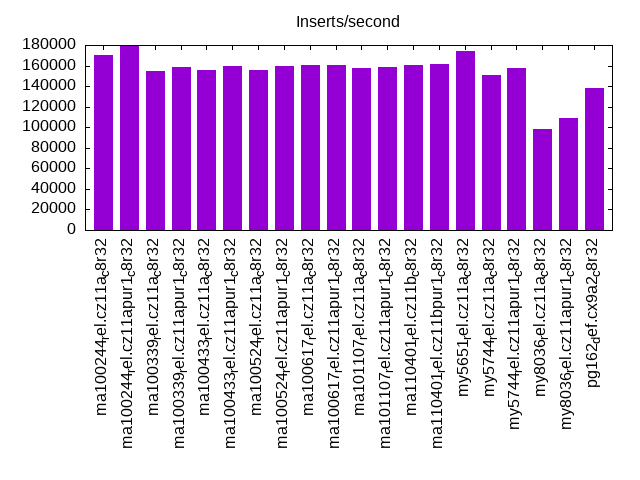 Inserts/second
180000
160000
140000
120000
100000
80000
60000
40000
20000
0
ma100244rel.cz11ac8r32
ma100244rel.cz11apur1c8r32
ma100339rel.cz11ac8r32
ma100339rel.cz11apur1c8r32
ma100433rel.cz11ac8r32
ma100433rel.cz11apur1c8r32
ma100524rel.cz11ac8r32
ma100524rel.cz11apur1c8r32
ma100617rel.cz11ac8r32
ma100617rel.cz11apur1c8r32
ma101107rel.cz11ac8r32
ma101107rel.cz11apur1c8r32
ma110401rel.cz11bc8r32
ma110401rel.cz11bpur1c8r32
my5651rel.cz11ac8r32
my5744rel.cz11ac8r32
my5744rel.cz11apur1c8r32
my8036rel.cz11ac8r32
my8036rel.cz11apur1c8r32
pg162def.cx9a2c8r32